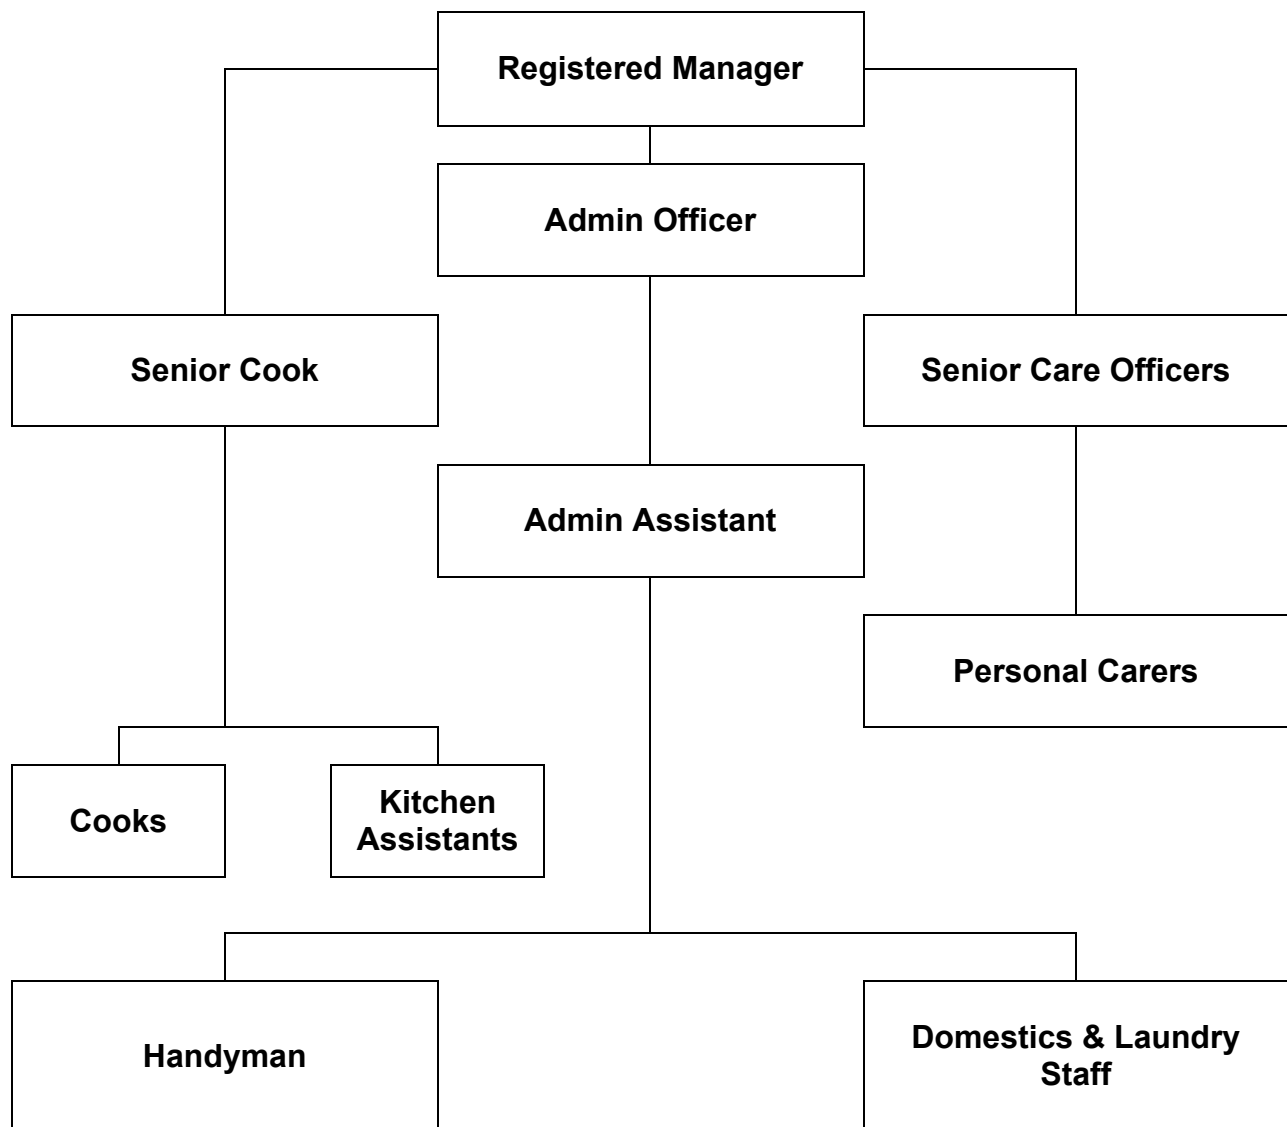 Registered Manager
Admin Officer
Senior Cook
Senior Care Officers
Admin Assistant
Personal Carers
Cooks
Kitchen
Assistants
Handyman
Domestics & Laundry
Staff